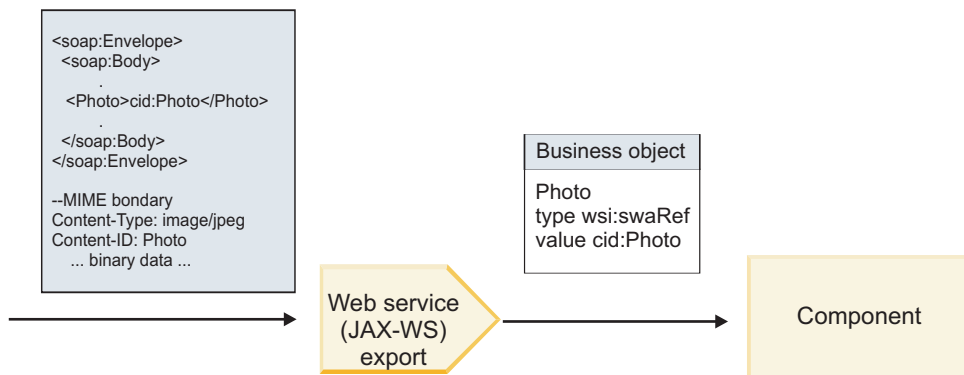 <soap:Envelope>
<soap:Body>
.
<Photo>cid:Photo</Photo>
.
</soap:Body>
</soap:Envelope>
--MIME bondary
Content-Type: image/jpeg
Content-ID: Photo
... binary data ...
Business object
Photo
type wsi:swaRef
value cid:Photo
Web service
(JAX-WS)
export
Component